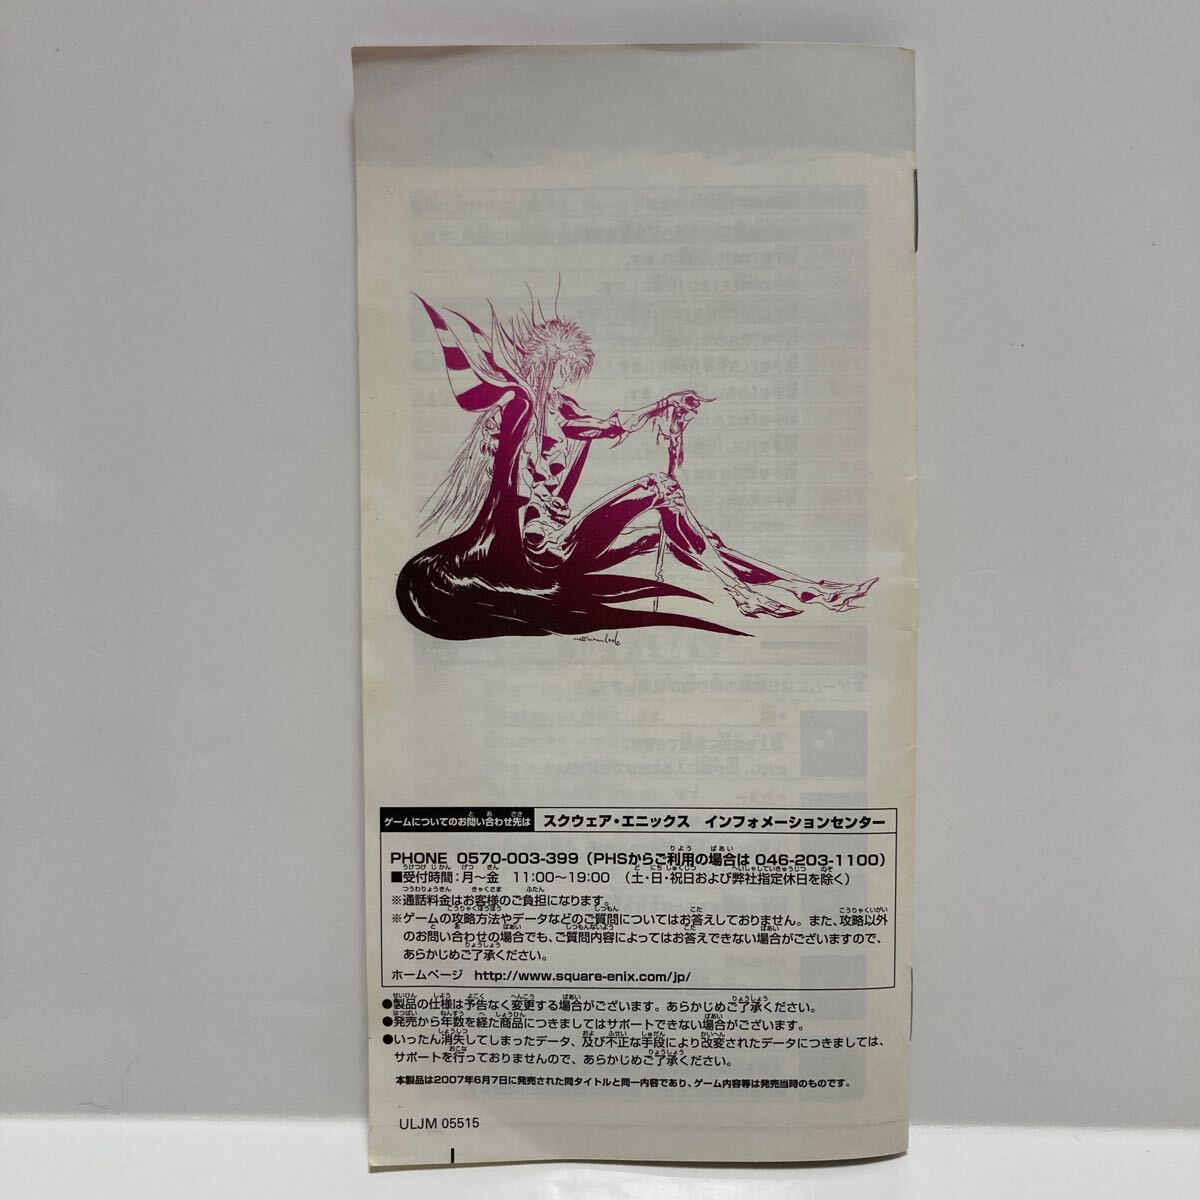 ゲームについてのお問い合わせ先は スクウェア・エニックス インフォメーションセンター
PHONE 0570-003-399（PHSからご利用の場合は 046-203-1100）
■受付時間：月〜金 11:00〜19:00 （土・日・祝日および弊社指定休日を除く）
※通話料金はお客様のご負担になります。
※ゲームの攻略方法やデータなどのご質問についてはお答えしておりません。また、攻略以外
のお問い合わせの場合でも、ご質問内容によってはお答えできない場合がございますので、
あらかじめご了承ください。
ホームページ http://www.square-enix.com/jp/
●製品の仕様は予告なく変更する場合がございます。あらかじめご了承ください。
●発売から年数を経た商品につきましてはサポートできない場合がございます。
●いったん消失してしまったデータ、及び不正な手段により改変されたデータにつきましては、
サポートを行っておりませんので、あらかじめご了承ください。
本製品は2007年6月7日に発売された同タイトルと同一内容であり、ゲーム内容等は発売当時のものです。
ULJM 05515